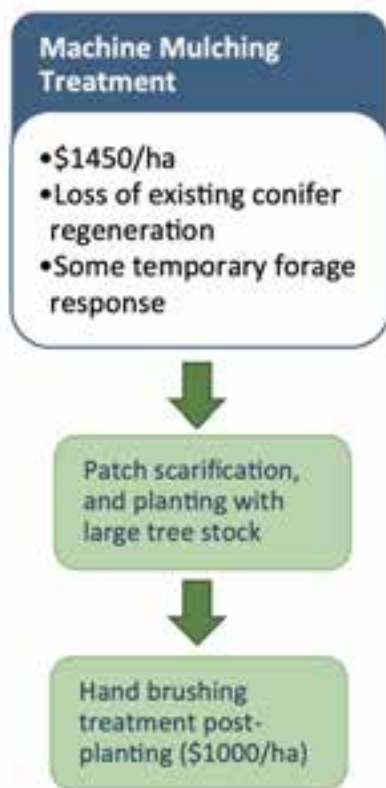 Machine Mulching
Treatment
•$1450/ha
•Loss of existing conifer
regeneration
•Some temporary forage
response
Patch scarification,
and planting with
large tree stock
Hand brushing
treatment post-
planting ($1000/ha)